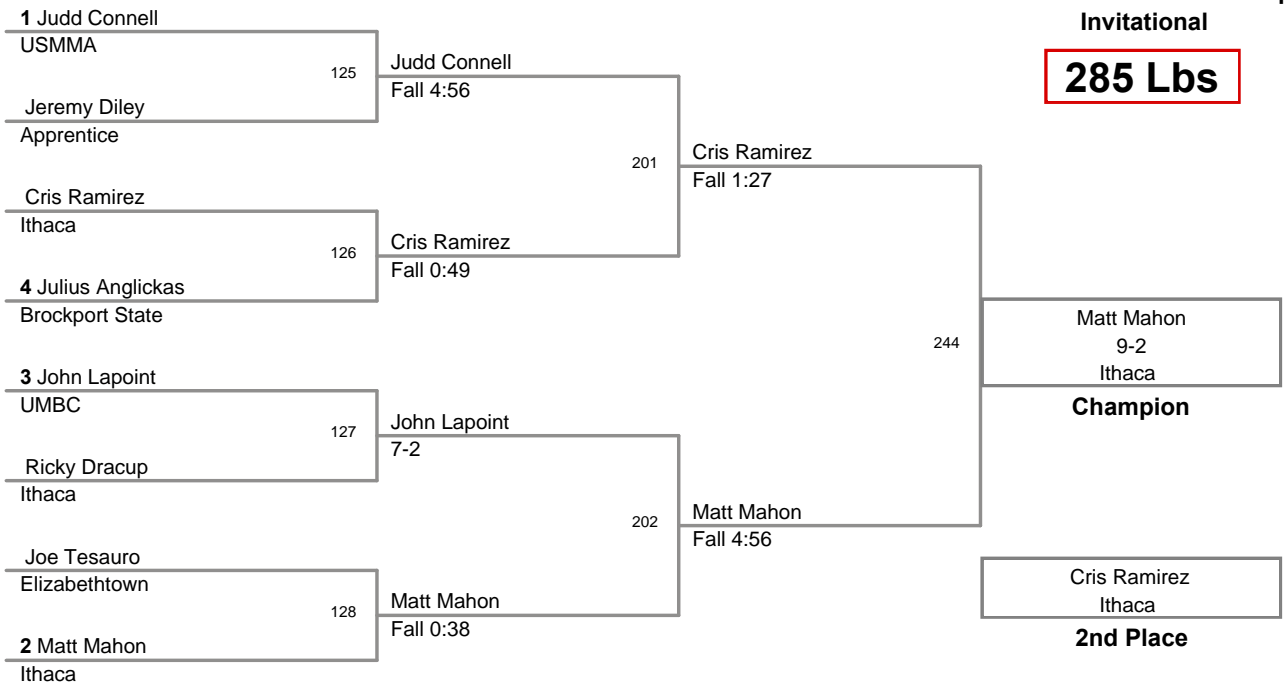 Invitational
285 Lbs
1 Judd Connell
USMMA
125
Jeremy Diley
Apprentice
Cris Ramirez
Ithaca
126
4 Julius Anglickas
Brockport State
3 John Lapoint
UMBC
127
Ricky Dracup
Ithaca
Joe Tesauro
Elizabethtown
128
2 Matt Mahon
Ithaca
Judd Connell
Fall 4:56
201
Cris Ramirez
Fall 0:49
John Lapoint
7-2
202
Matt Mahon
Fall 0:38
Cris Ramirez
Fall 1:27
244
Matt Mahon
Fall 4:56
Matt Mahon
9-2
Ithaca
Champion
Cris Ramirez
Ithaca
2nd Place